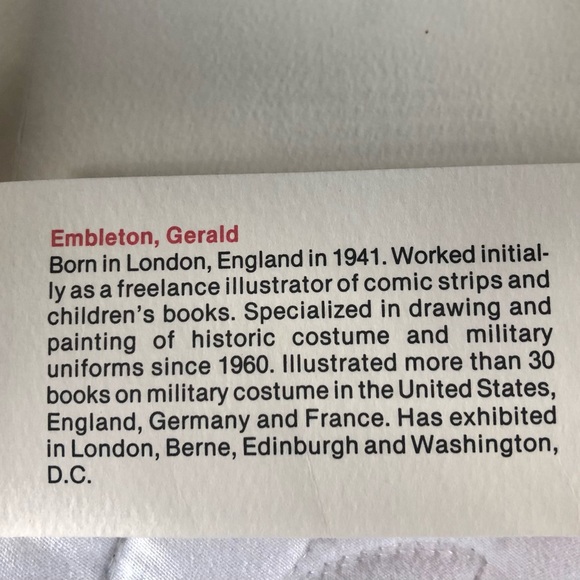 Embleton, Gerald
Born in London, England in 1941. Worked initial-
ly as a freelance illustrator of comic strips and
children's books. Specialized in drawing and
painting of historic costume and military
uniforms since 1960. Illustrated more than 30
books on military costume in the United States,
England, Germany and France. Has exhibited
in London, Berne, Edinburgh and Washington,
D.C.